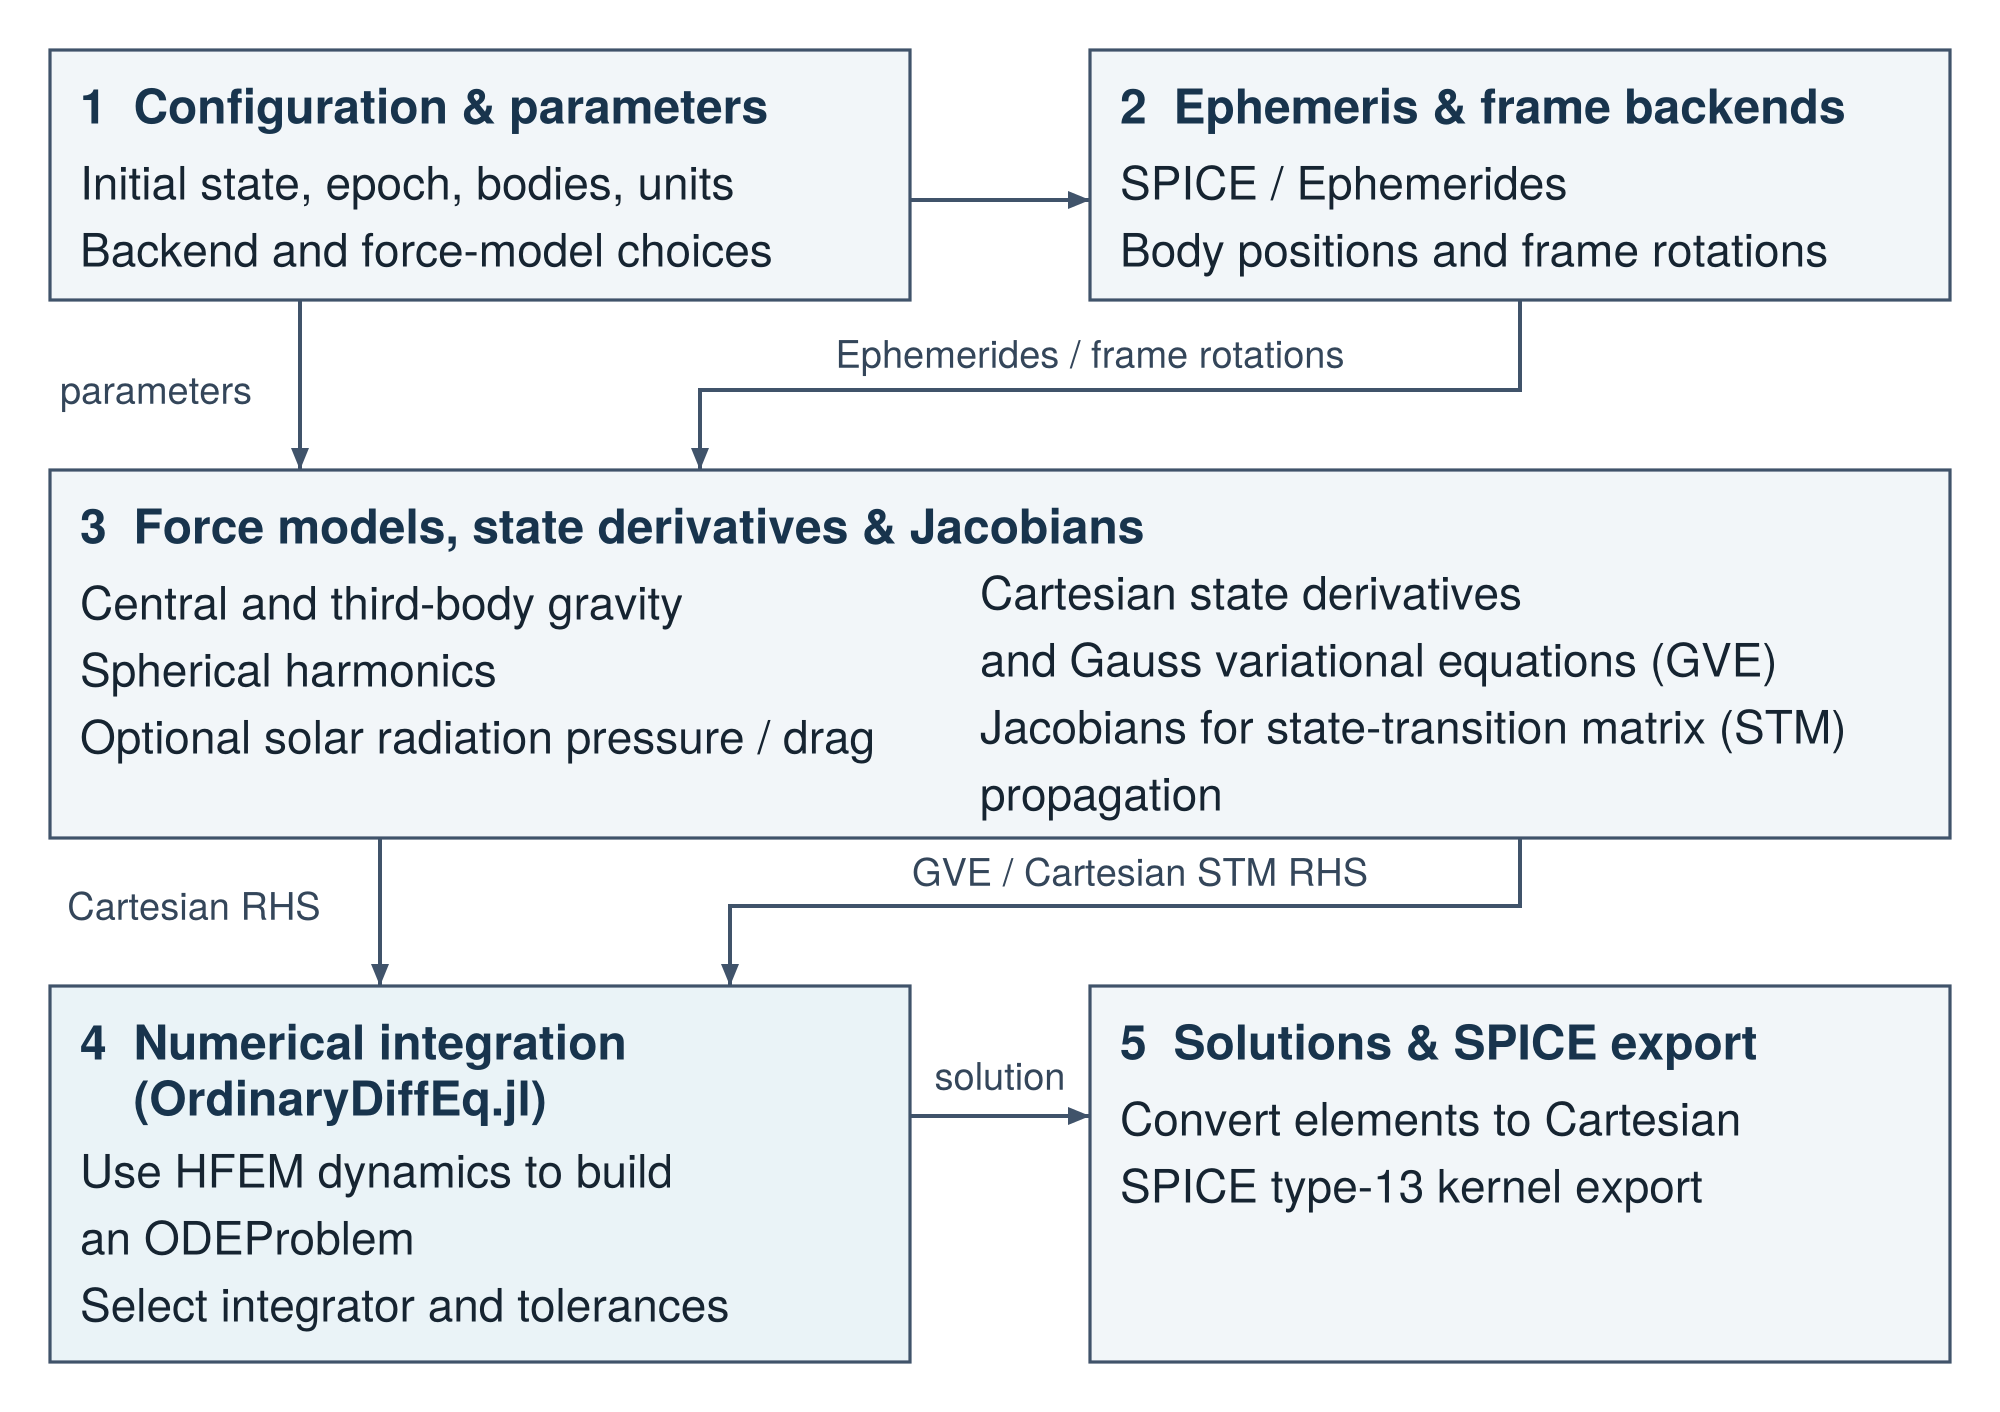 1 Configuration & parameters
Initial state, epoch, bodies, units
Backend and force-model choices
2 Ephemeris & frame backends
SPICE / Ephemerides
Body positions and frame rotations
parameters
Ephemerides / frame rotations
3 Force models, state derivatives & Jacobians
Central and third-body gravity
Spherical harmonics
Optional solar radiation pressure / drag
Cartesian state derivatives
and Gauss variational equations (GVE)
Jacobians for state-transition matrix (STM)
propagation
Cartesian RHS
GVE / Cartesian STM RHS
4 Numerical integration
(OrdinaryDiffEq.jl)
Use HFEM dynamics to build
an ODEProblem
Select integrator and tolerances
solution
5 Solutions & SPICE export
Convert elements to Cartesian
SPICE type-13 kernel export